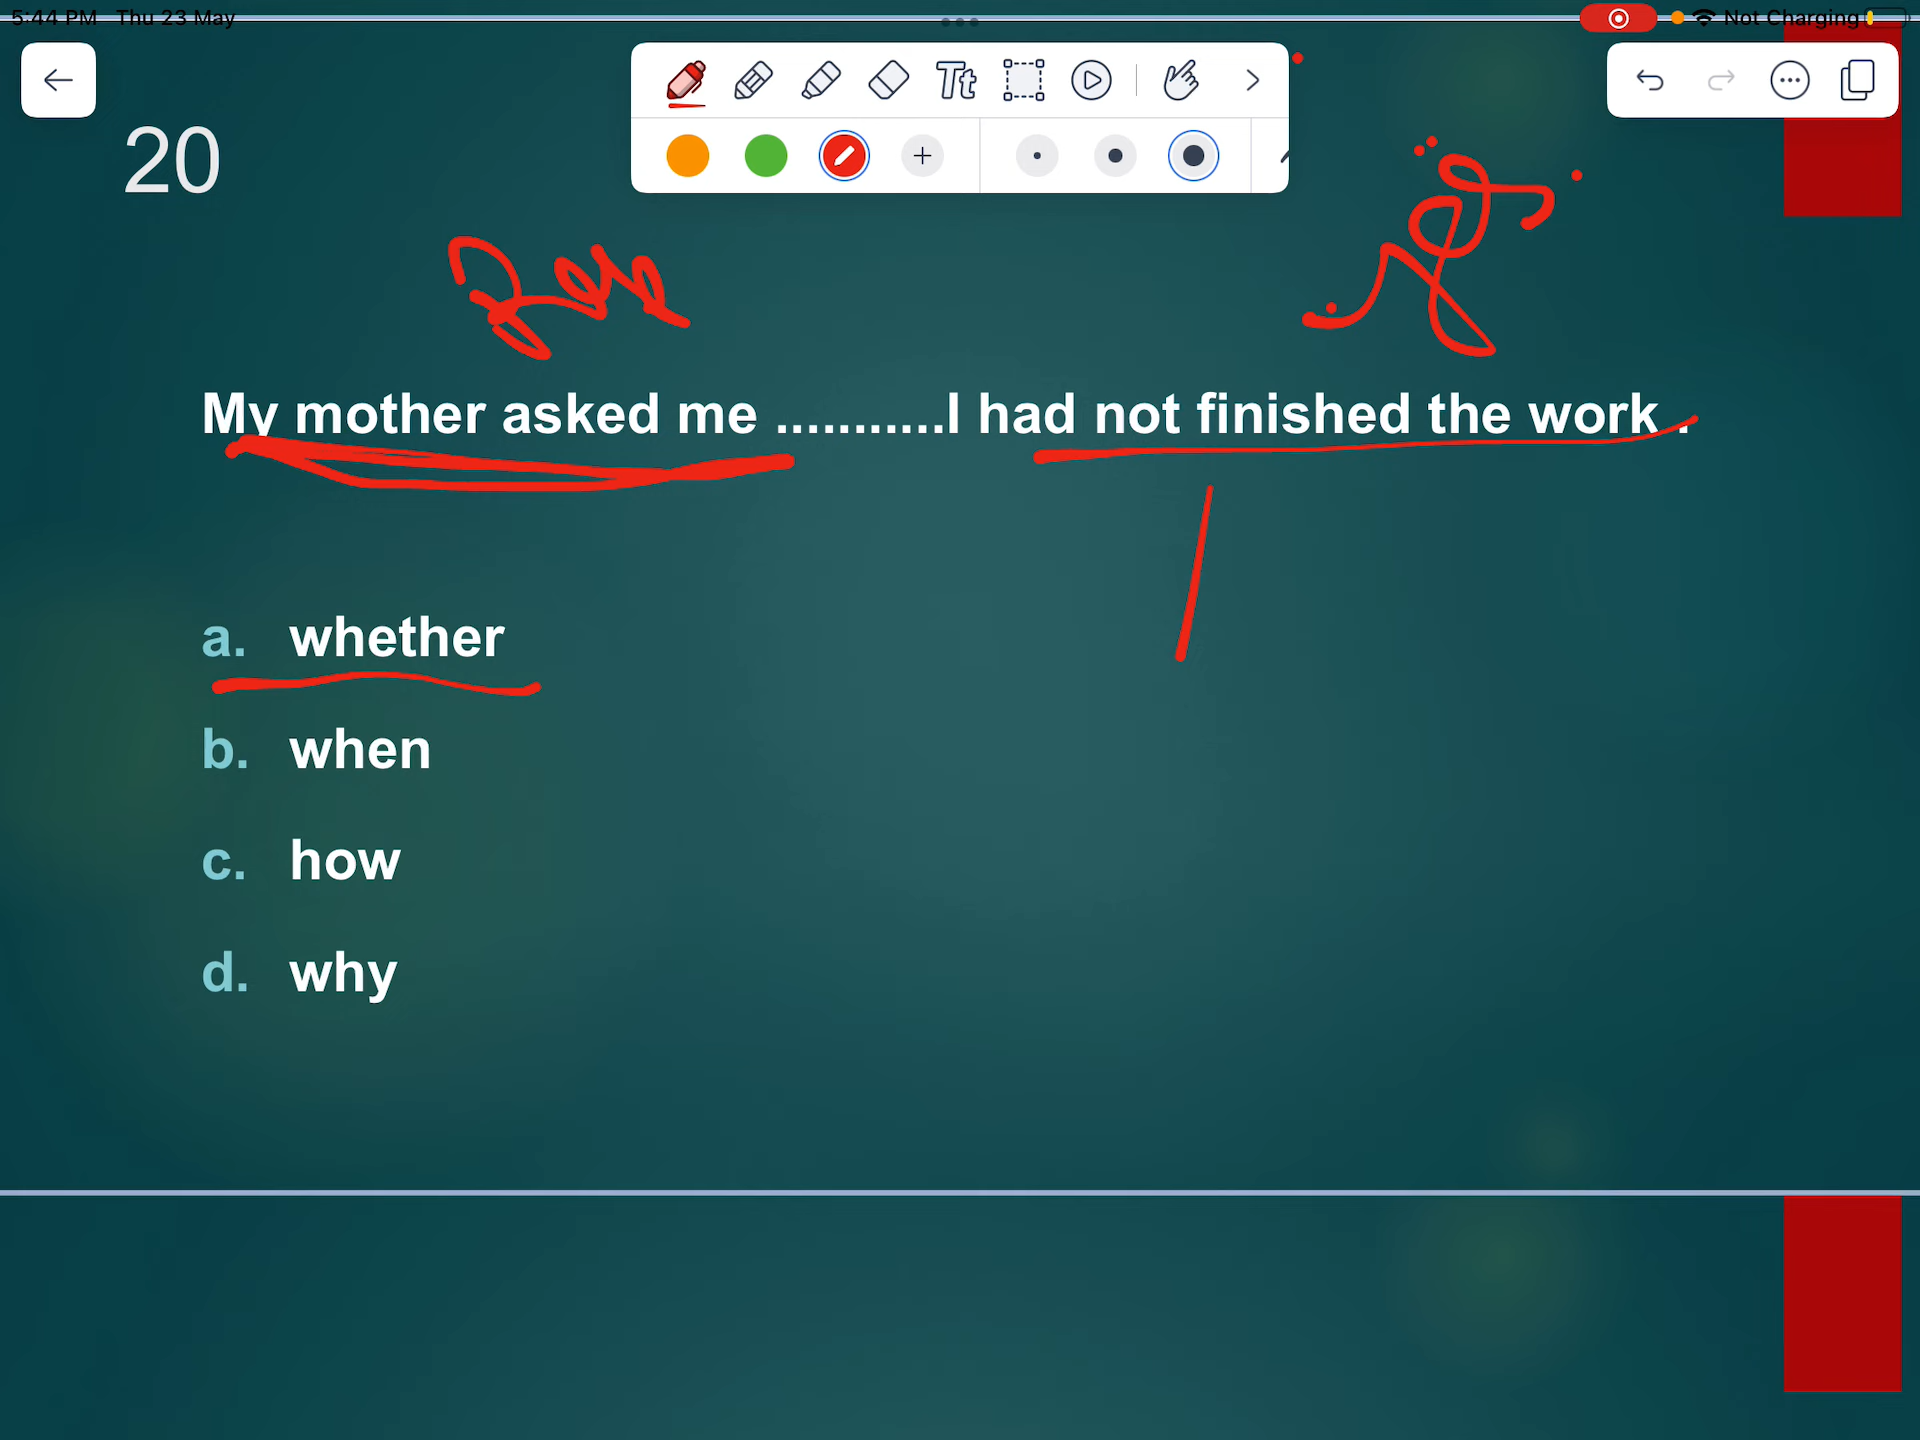 5:44 PM Thu 23 May
Not Charging
Tt
20
My mother asked me ...........I had not finished the work .
a. whether
b. when
c. how
d. why